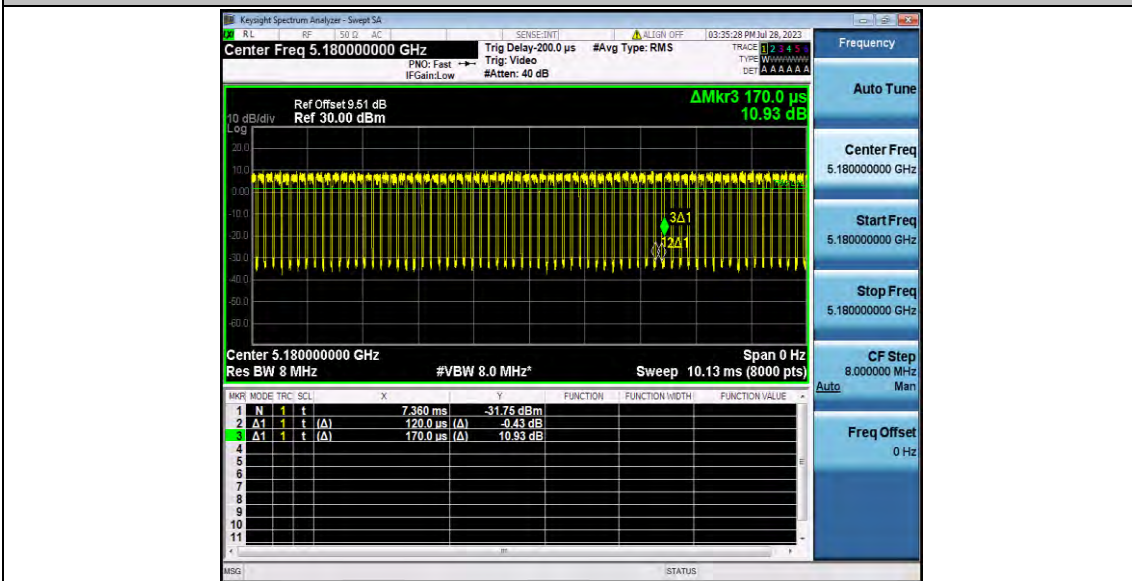 Keysight Spectrum Analyzer - Swept SA
RL RF 50 Ω AC SENSE:INT ALIGN OFF 03:35:28 PM Jul 28, 2023
Center Freq 5.180000000 GHz
PNO: Fast
IFGain:Low
Trig Delay-200.0 µs
Trig: Video
#Atten: 40 dB
#Avg Type: RMS
TRACE 1 2 3 4 5 6
TYPE WWWWWW
DET A A A A A A
Frequency
Auto Tune
Center Freq
5.180000000 GHz
Start Freq
5.180000000 GHz
Stop Freq
5.180000000 GHz
CF Step
8.000000 MHz
Auto Man
Freq Offset
0 Hz
ΔMkr3 170.0 µs
10.93 dB
Ref Offset 9.51 dB
10 dB/div Ref 30.00 dBm
Log
20.0
10.0
0.00
-10.0
-20.0
-30.0
-40.0
-50.0
-60.0
3Δ1
12Δ1
Center 5.180000000 GHz Span 0 Hz
Res BW 8 MHz #VBW 8.0 MHz* Sweep 10.13 ms (8000 pts)
MKR MODE TRC SCL X Y FUNCTION FUNCTION WIDTH FUNCTION VALUE
1 N 1 t 7.360 ms -31.75 dBm
2 Δ1 1 t (Δ) 120.0 µs (Δ) -0.43 dB
3 Δ1 1 t (Δ) 170.0 µs (Δ) 10.93 dB
4
5
6
7
8
9
10
11
MSG STATUS